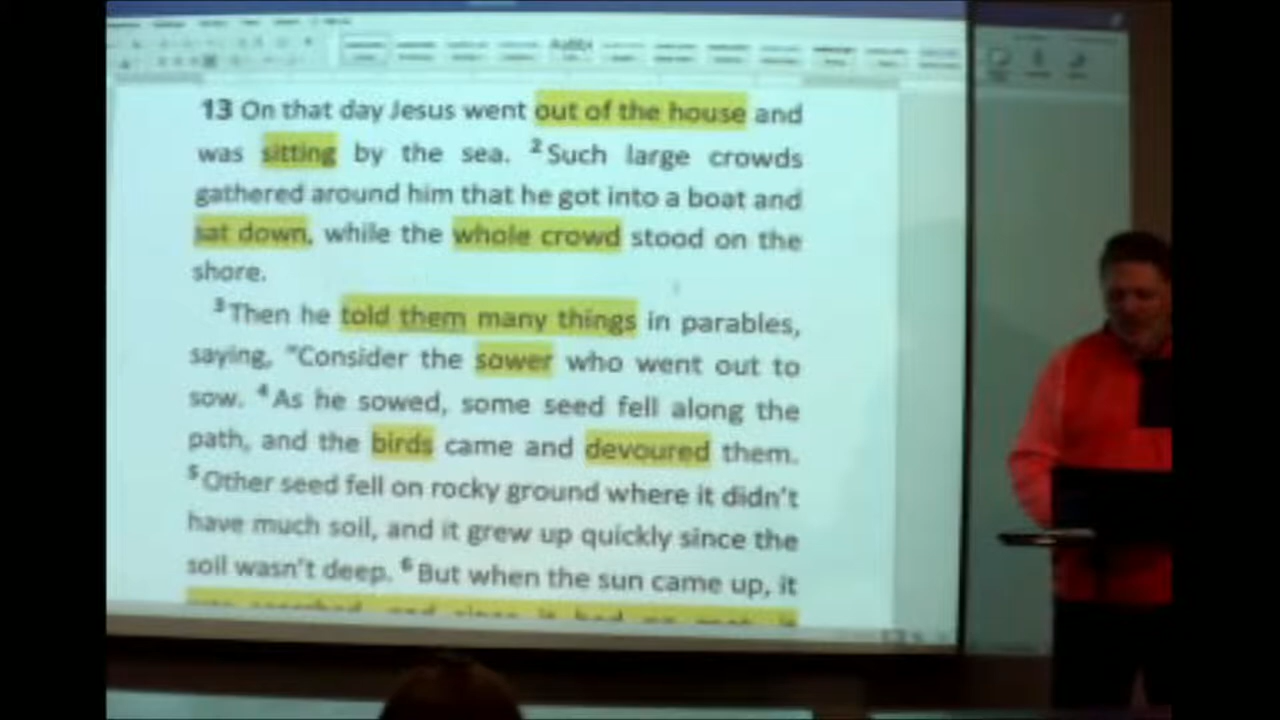 13 On that day Jesus went out of the house and
was sitting by the sea. 2 Such large crowds
gathered around him that he got into a boat and
sat down, while the whole crowd stood on the
shore.
3 Then he told them many things in parables,
saying, "Consider the sower who went out to
sow. 4 As he sowed, some seed fell along the
path, and the birds came and devoured them.
5 Other seed fell on rocky ground where it didn't
have much soil, and it grew up quickly since the
soil wasn't deep. 6 But when the sun came up, it